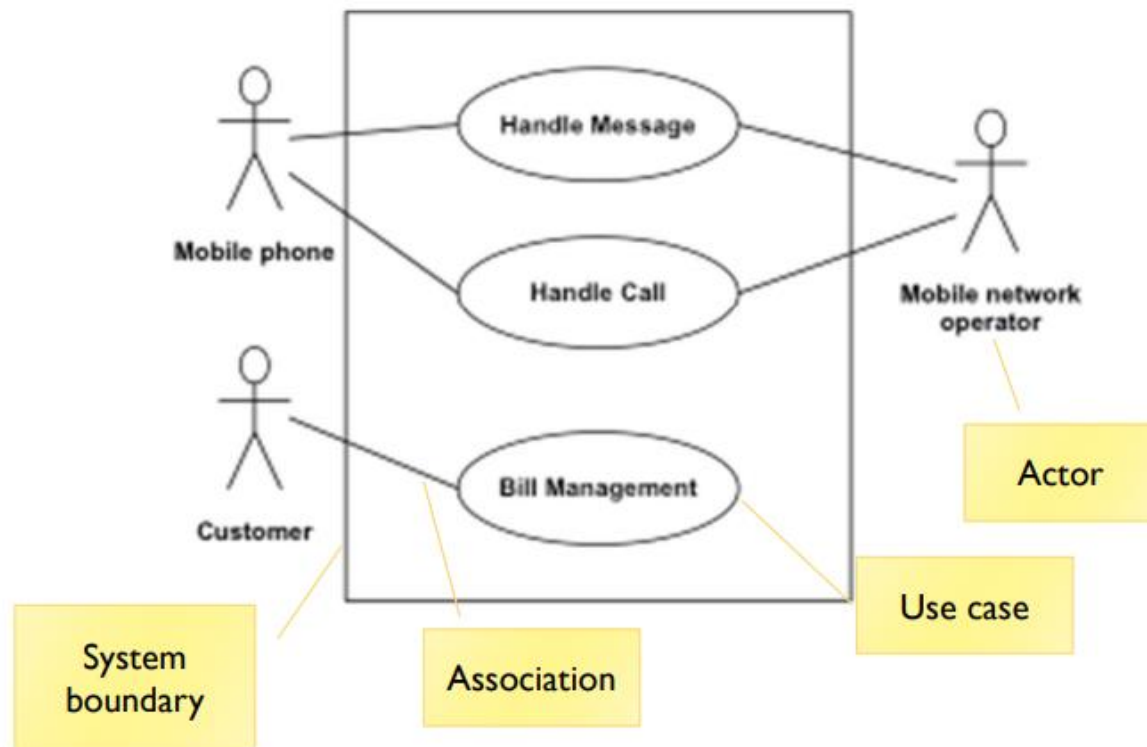 Handle Message
Mobile phone
Handle Call
Mobile network
operator
Actor
Bill Management
Customer
Use case
System
boundary
Association